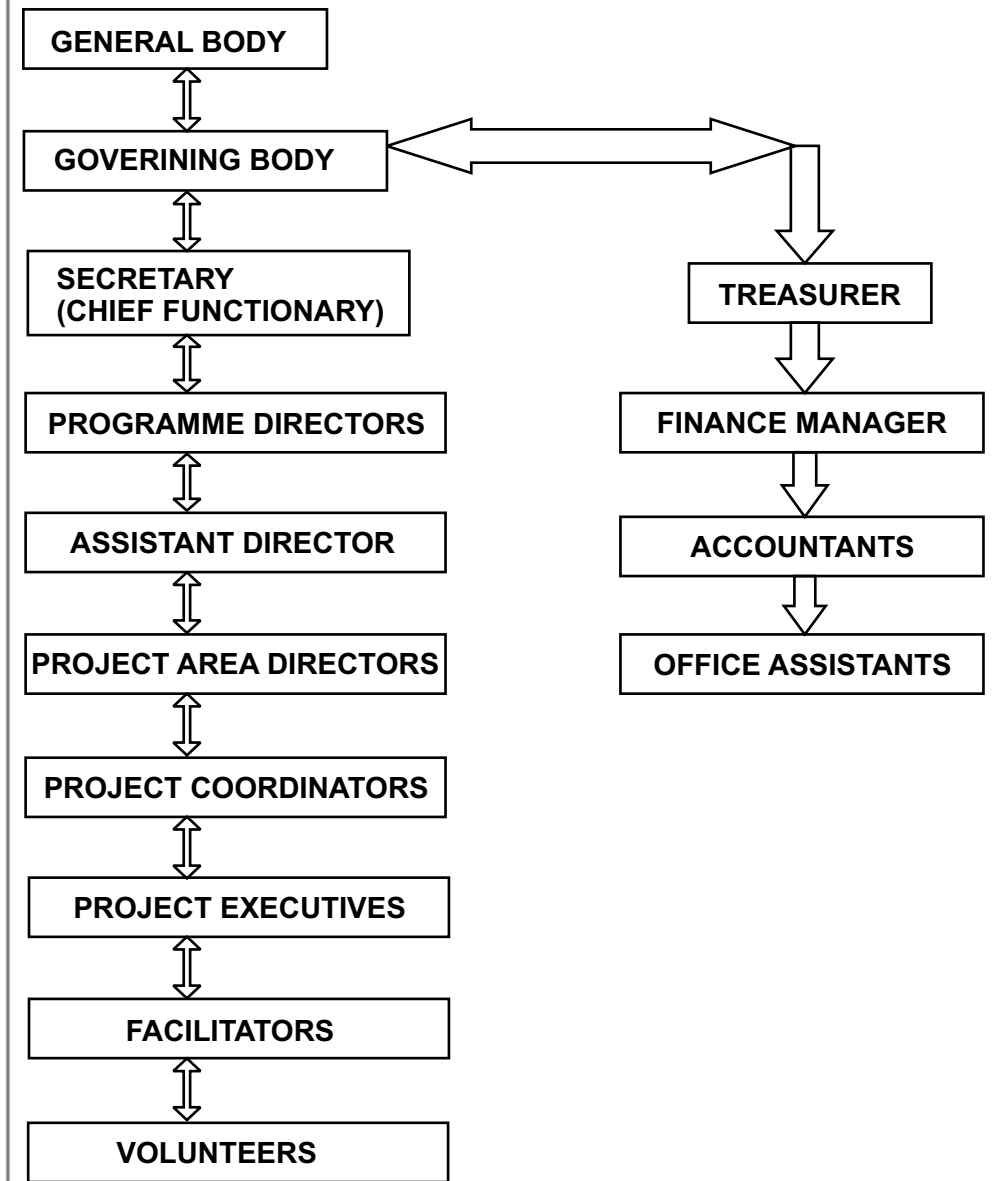 GENERAL BODY
GOVERINING BODY
SECRETARY
(CHIEF FUNCTIONARY)
PROGRAMME DIRECTORS
ASSISTANT DIRECTOR
PROJECT AREA DIRECTORS
PROJECT COORDINATORS
PROJECT EXECUTIVES
FACILITATORS
VOLUNTEERS
TREASURER
FINANCE MANAGER
ACCOUNTANTS
OFFICE ASSISTANTS